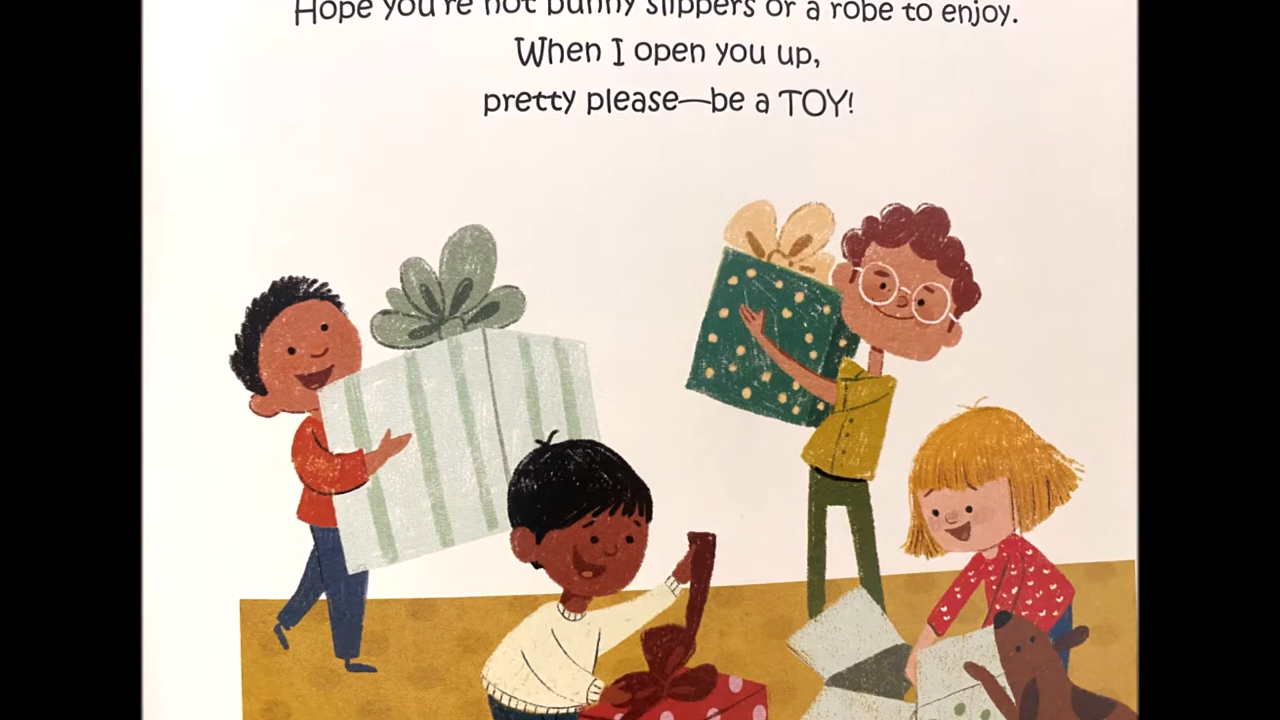 Hope you're not bunny slippers or a robe to enjoy.
When I open you up,
pretty please—be a TOY!